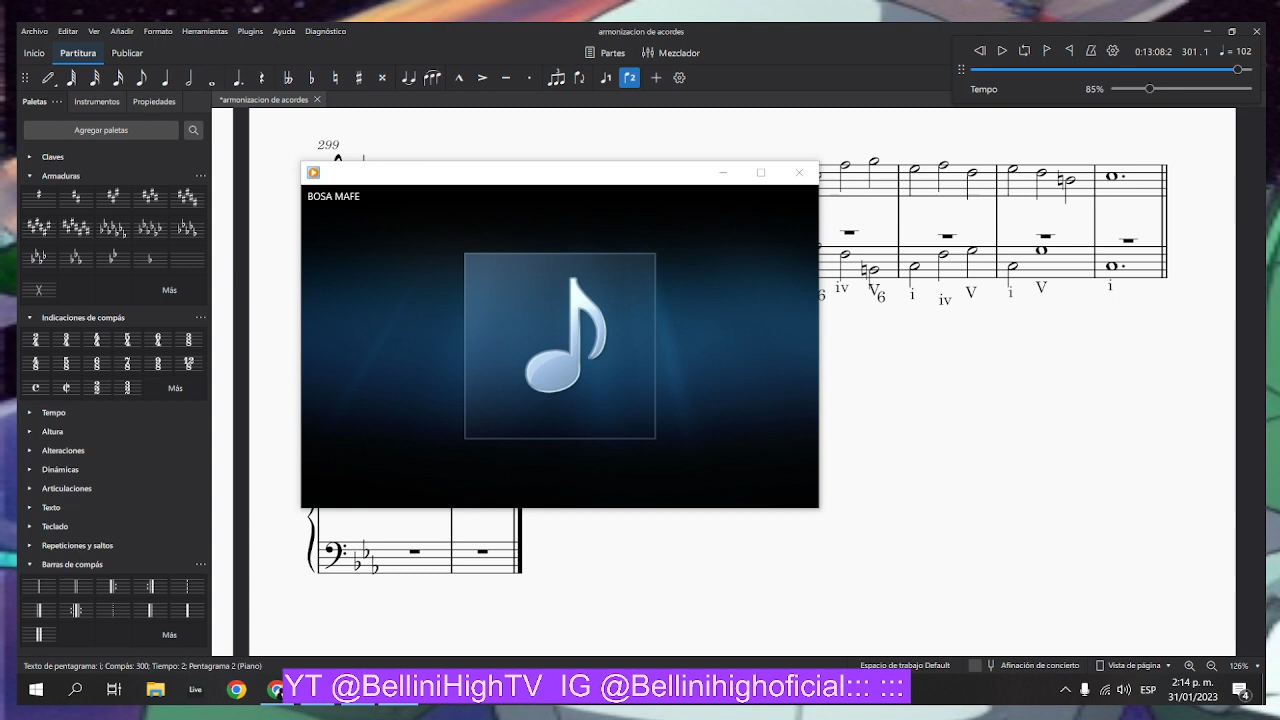 Archivo Editar Ver Añadir Formato Herramientas Plugins Ayuda Diagnóstico armonizacion de acordes
Inicio Partitura Publicar Partes Mezclador 0:13:08:2 301 . 1 = 102
Tempo 85%
Paletas Instrumentos Propiedades *armonizacion de acordes
Agregar paletas
299
Claves
Armaduras
BOSA MAFE
Más
6 iv V6 i iv V i V i
Indicaciones de compás
Más
Tempo
Altura
Alteraciones
Dinámicas
Articulaciones
Texto
Teclado
Repeticiones y saltos
Barras de compás
Más
Texto de pentagrama: i; Compás: 300; Tiempo: 2; Pentagrama 2 (Piano) Espacio de trabajo Default Afinación de concierto Vista de página 126%
Live YT @BelliniHighTV IG @Bellinihighoficial::: ::: ESP 2:14 p. m.
31/01/2023 4